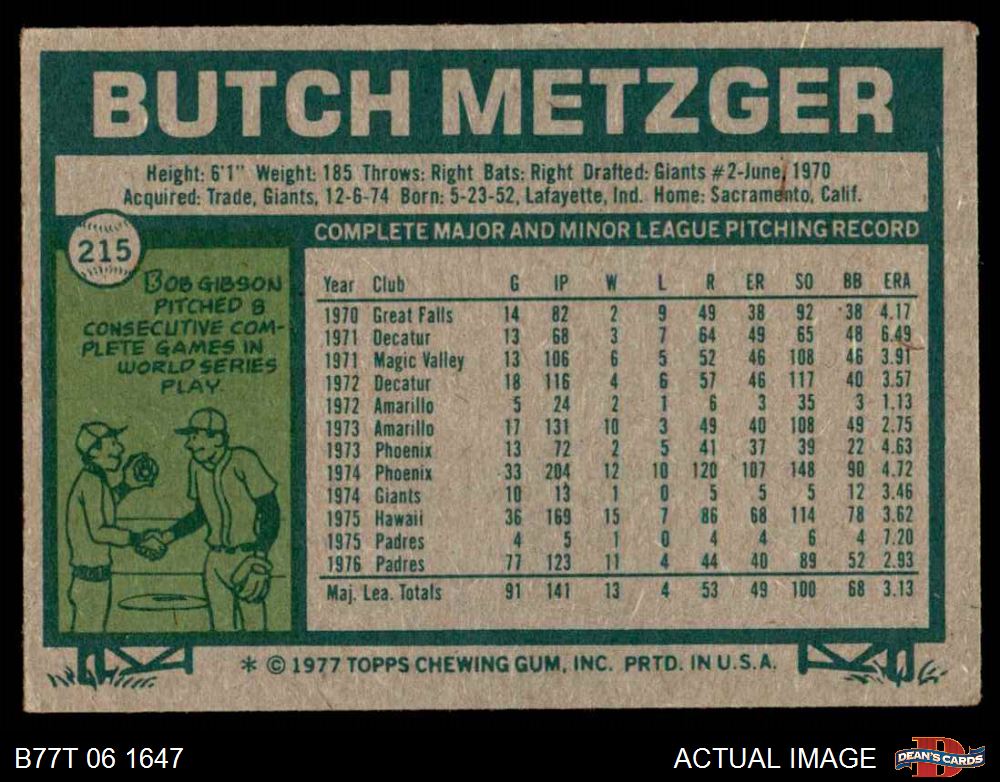 BUTCH METZGER
Height: 6'1" Weight: 185 Throws: Right Bats: Right Drafted: Giants #2-June, 1970
Acquired: Trade, Giants, 12-6-74 Born: 5-23-52, Lafayette, Ind. Home: Sacramento, Calif.
215
BOB GIBSON
PITCHED 8
CONSECUTIVE COM-
PLETE GAMES IN
WORLD SERIES
PLAY.
COMPLETE MAJOR AND MINOR LEAGUE PITCHING RECORD
Year Club G IP W L R ER SO BB ERA
1970 Great Falls 14 82 2 9 49 38 92 38 4.17
1971 Decatur 13 68 3 7 64 49 65 48 6.49
1971 Magic Valley 13 106 6 5 52 46 108 46 3.91
1972 Decatur 18 116 4 6 57 46 117 40 3.57
1972 Amarillo 5 24 2 1 6 3 35 3 1.13
1973 Amarillo 17 131 10 3 49 40 108 49 2.75
1973 Phoenix 13 72 2 5 41 37 39 22 4.63
1974 Phoenix 33 204 12 10 120 107 148 90 4.72
1974 Giants 10 13 1 0 5 5 5 12 3.46
1975 Hawaii 36 169 15 7 86 68 114 78 3.62
1975 Padres 4 5 1 0 4 4 6 4 7.20
1976 Padres 77 123 11 4 44 40 89 52 2.93
Maj. Lea. Totals 91 141 13 4 53 49 100 68 3.13
* © 1977 TOPPS CHEWING GUM, INC. PRTD. IN U.S.A.
B77T 06 1647
ACTUAL IMAGE
D
DEAN'S CARDS